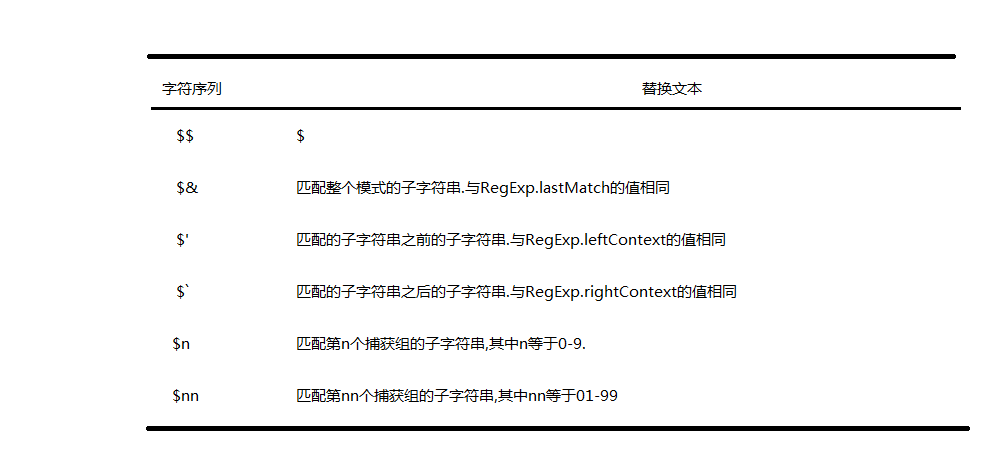 字符序列 替换文本
$$ $
$& 匹配整个模式的子字符串.与RegExp.lastMatch的值相同
$' 匹配的子字符串之前的子字符串.与RegExp.leftContext的值相同
$` 匹配的子字符串之后的子字符串.与RegExp.rightContext的值相同
$n 匹配第n个捕获组的子字符串,其中n等于0-9.
$nn 匹配第nn个捕获组的子字符串,其中nn等于01-99